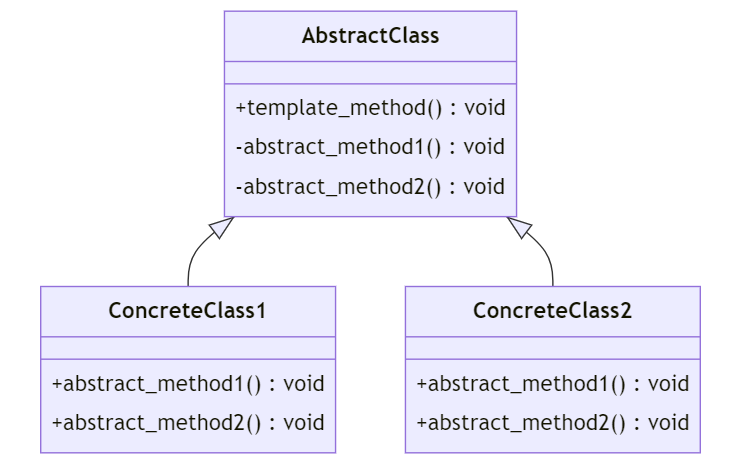 AbstractClass
+template_method() : void
-abstract_method1() : void
-abstract_method2() : void
ConcreteClass1
+abstract_method1() : void
+abstract_method2() : void
ConcreteClass2
+abstract_method1() : void
+abstract_method2() : void